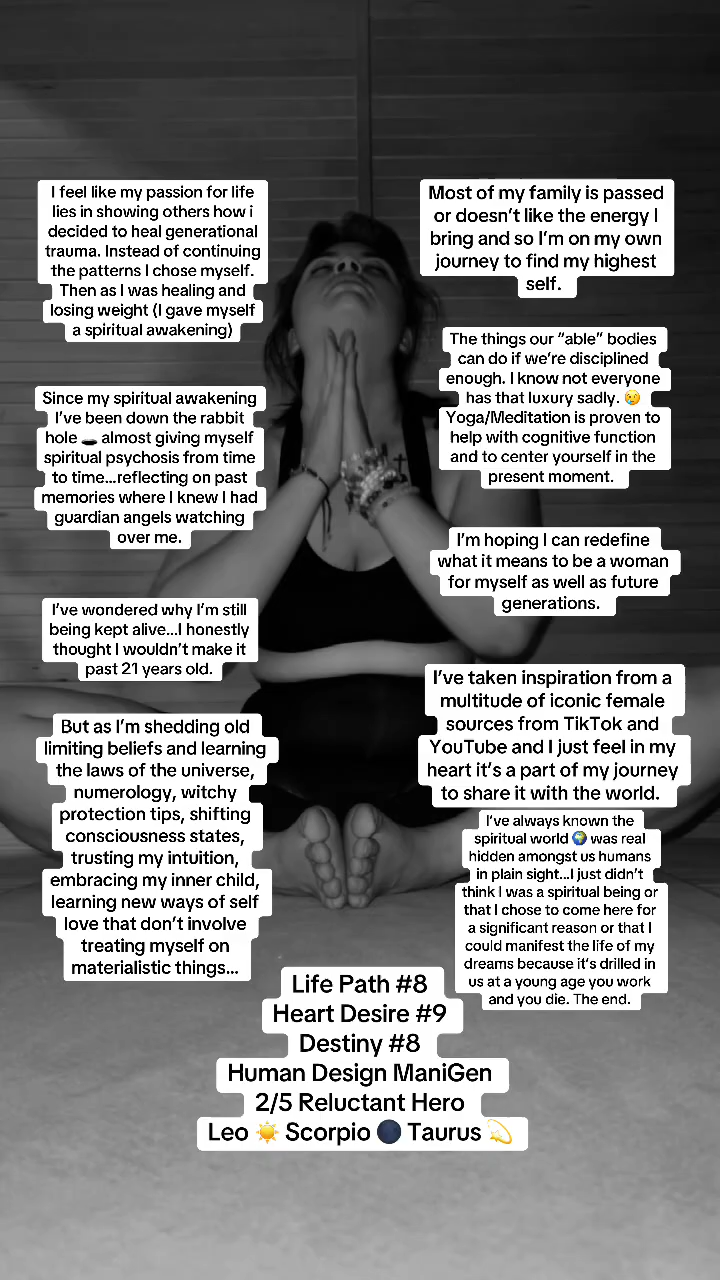 I feel like my passion for life
lies in showing others how i
decided to heal generational
trauma. Instead of continuing
the patterns I chose myself.
Then as I was healing and
losing weight (I gave myself
a spiritual awakening)
Since my spiritual awakening
I've been down the rabbit
hole 🕳️ almost giving myself
spiritual psychosis from time
to time...reflecting on past
memories where I knew I had
guardian angels watching
over me.
I've wondered why I'm still
being kept alive...I honestly
thought I wouldn't make it
past 21 years old.
But as I'm shedding old
limiting beliefs and learning
the laws of the universe,
numerology, witchy
protection tips, shifting
consciousness states,
trusting my intuition,
embracing my inner child,
learning new ways of self
love that don't involve
treating myself on
materialistic things...
Most of my family is passed
or doesn't like the energy I
bring and so I'm on my own
journey to find my highest
self.
The things our "able" bodies
can do if we're disciplined
enough. I know not everyone
has that luxury sadly. 😢
Yoga/Meditation is proven to
help with cognitive function
and to center yourself in the
present moment.
I'm hoping I can redefine
what it means to be a woman
for myself as well as future
generations.
I've taken inspiration from a
multitude of iconic female
sources from TikTok and
YouTube and I just feel in my
heart it's a part of my journey
to share it with the world.
I've always known the
spiritual world 🌍 was real
hidden amongst us humans
in plain sight...I just didn't
think I was a spiritual being or
that I chose to come here for
a significant reason or that I
could manifest the life of my
dreams because it's drilled in
us at a young age you work
and you die. The end.
Life Path #8
Heart Desire #9
Destiny #8
Human Design ManiGen
2/5 Reluctant Hero
Leo ☀️ Scorpio 🌑 Taurus 💫